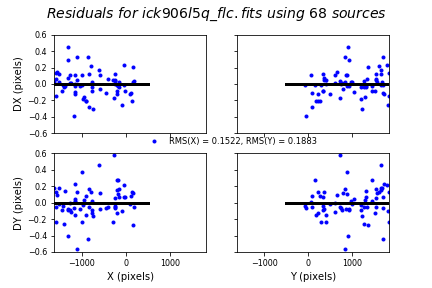 Residuals for ick906l5q_flc.fits using 68 sources
DX (pixels)
0.6
0.4
0.2
0.0
−0.2
−0.4
−0.6
RMS(X) = 0.1522, RMS(Y) = 0.1883
DY (pixels)
0.6
0.4
0.2
0.0
−0.2
−0.4
−0.6
−1000 0 1000
X (pixels)
−1000 0 1000
Y (pixels)